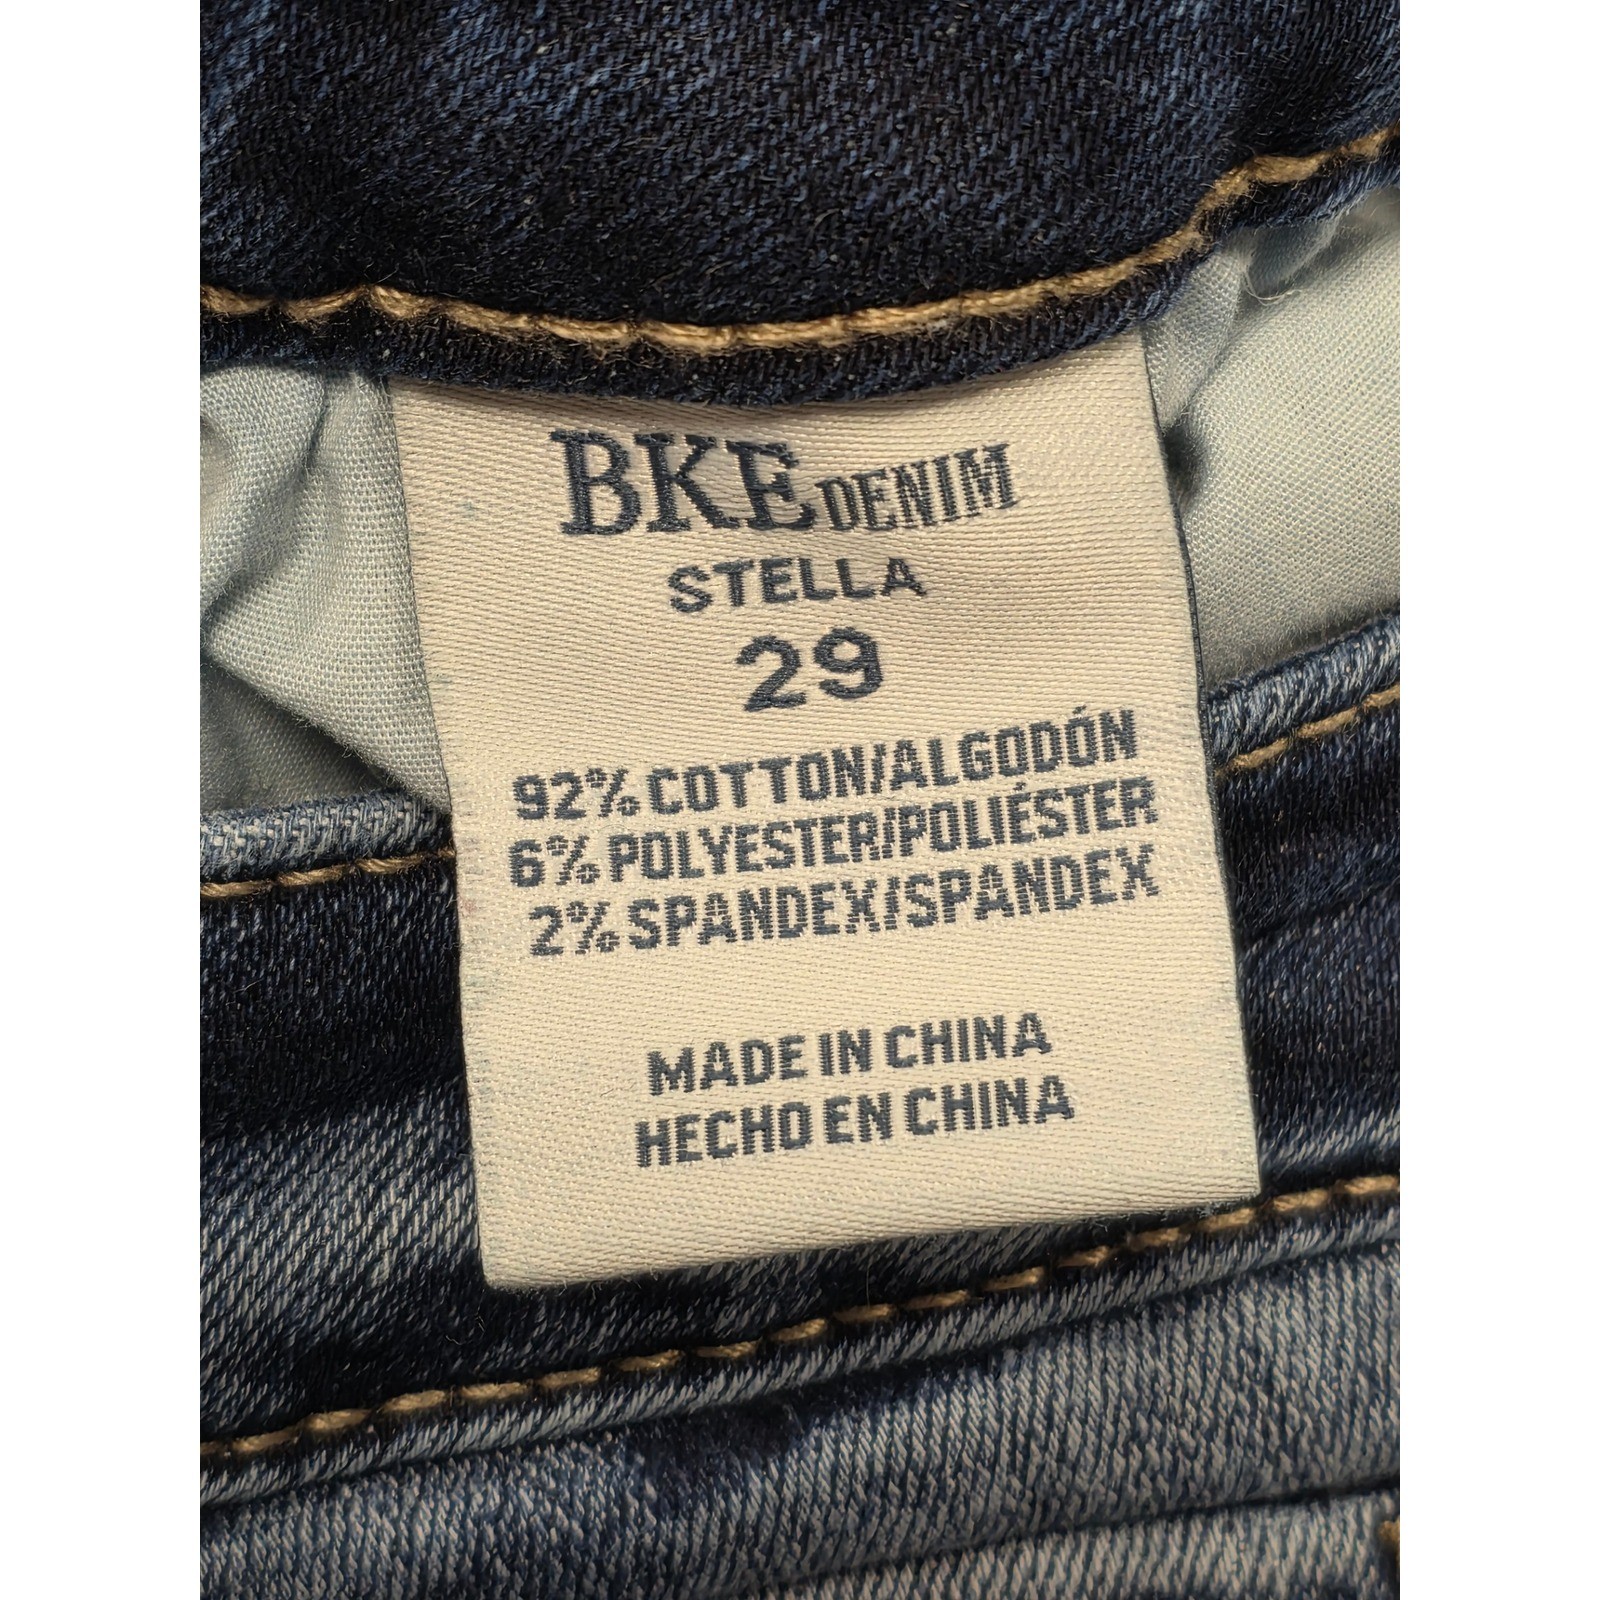 BKE DENIM
STELLA
29
92% COTTON/ALGODÓN
6% POLYESTER/POLIÉSTER
2% SPANDEX/SPANDEX
MADE IN CHINA
HECHO EN CHINA